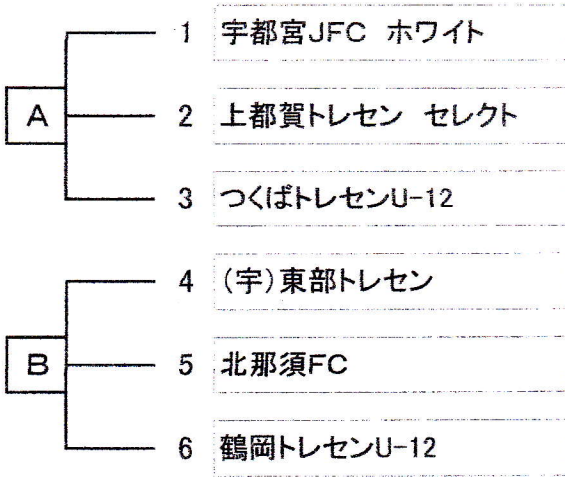 1 宇都宮JFC ホワイト
A 2 上都賀トレセン セレクト
3 つくばトレセンU-12
4 (宇)東部トレセン
B 5 北那須FC
6 鶴岡トレセンU-12